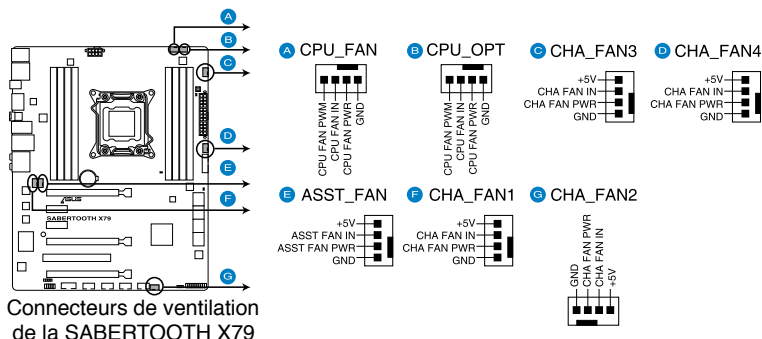 A
B
C
D
E
F
G
/SUS
SABERTOOTH X79
Connecteurs de ventilation
de la SABERTOOTH X79
A CPU_FAN
CPU FAN PWM
CPU FAN IN
CPU FAN PWR
GND
B CPU_OPT
CPU FAN PWM
CPU FAN IN
CPU FAN PWR
GND
C CHA_FAN3
+5V
CHA FAN IN
CHA FAN PWR
GND
D CHA_FAN4
+5V
CHA FAN IN
CHA FAN PWR
GND
E ASST_FAN
+5V
ASST FAN IN
ASST FAN PWR
GND
F CHA_FAN1
+5V
CHA FAN IN
CHA FAN PWR
GND
G CHA_FAN2
GND
CHA FAN PWR
CHA FAN IN
+5V